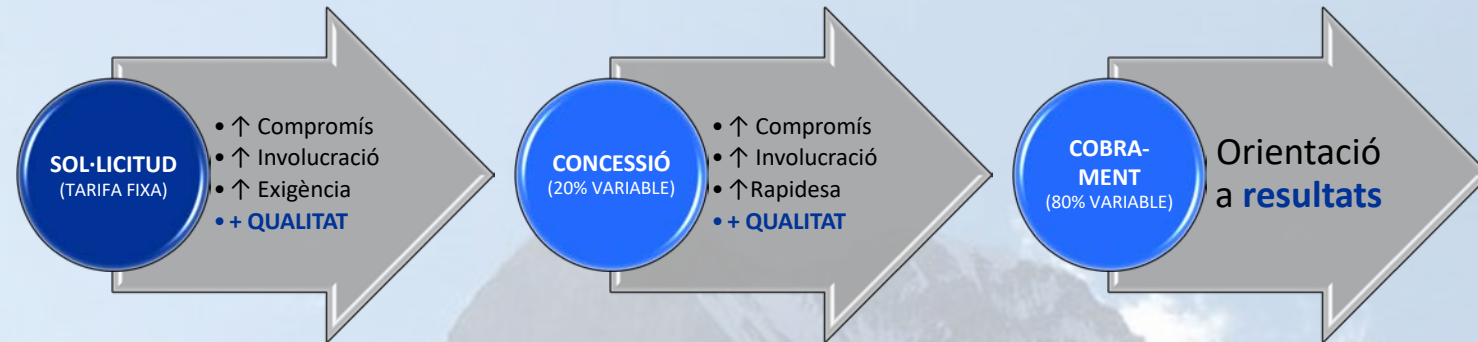 SOL·LICITUD
(TARIFA FIXA)
• ↑ Compromís
• ↑ Involucració
• ↑ Exigència
• + QUALITAT
CONCESSIÓ
(20% VARIABLE)
• ↑ Compromís
• ↑ Involucració
• ↑Rapidesa
• + QUALITAT
COBRA-
MENT
(80% VARIABLE)
Orientació
a resultats